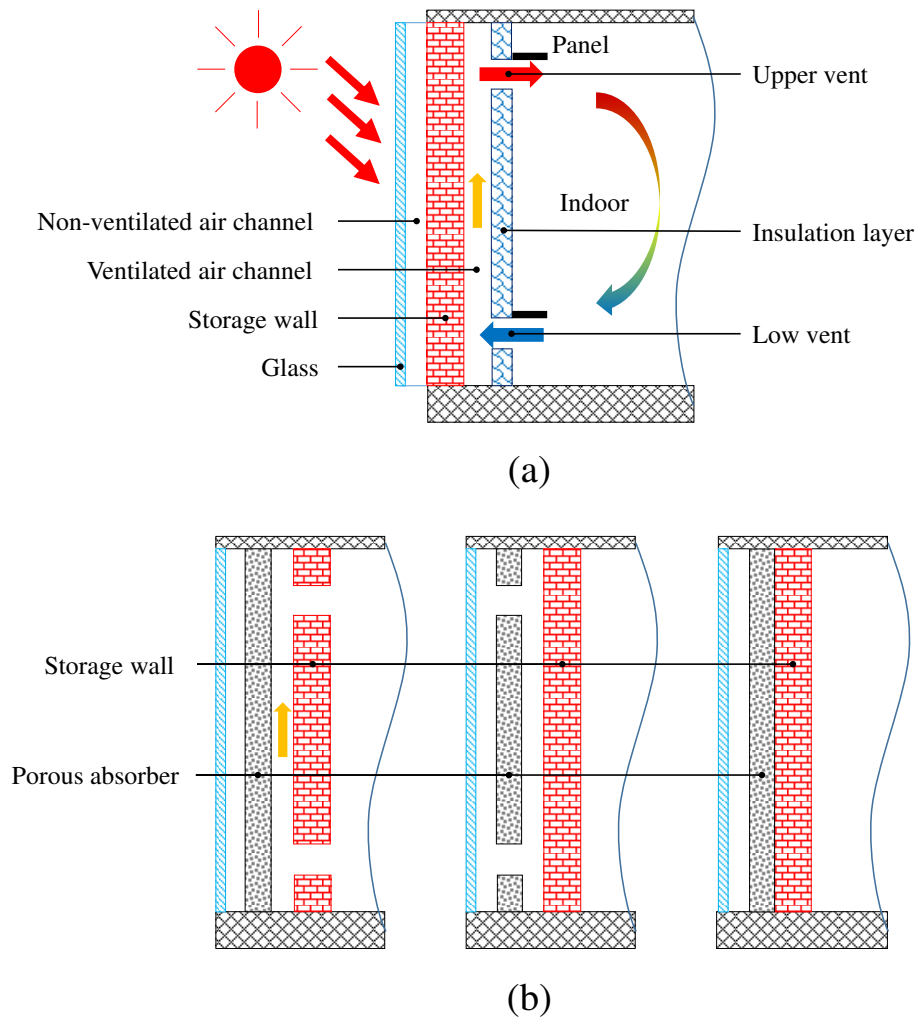 Panel
Upper vent
Indoor
Non-ventilated air channel
Insulation layer
Ventilated air channel
Storage wall
Low vent
Glass
(a)
Storage wall
Porous absorber
(b)